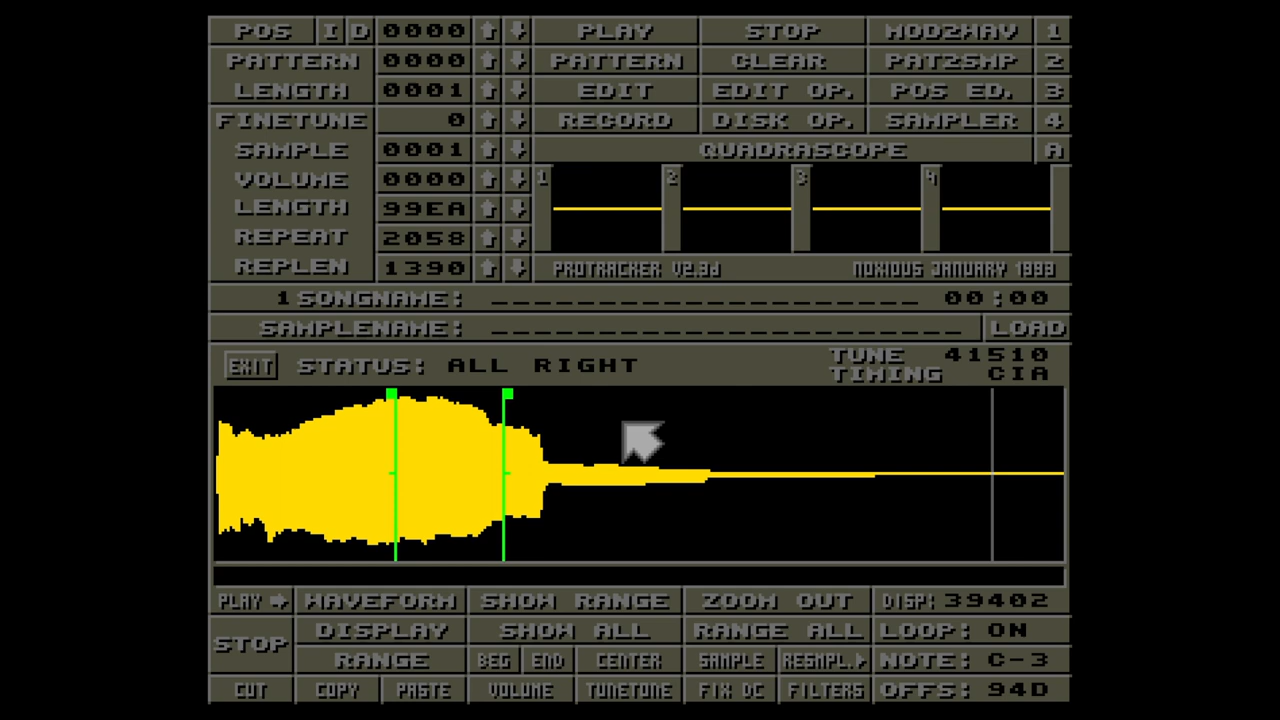 POS I D 0000 PLAY STOP MOD2WAV 1
PATTERN 0000 PATTERN CLEAR PAT2SMP 2
LENGTH 0001 EDIT EDIT OP. POS ED. 3
FINETUNE 0 RECORD DISK OP. SAMPLER 4
SAMPLE 0001 QUADRASCOPE A
VOLUME 0000 1 2 3 4
LENGTH 99EA
REPEAT 2058
REPLEN 1390 PROTRACKER V2.3d NOXIOUS JANUARY 1993
1 SONGNAME: ____________________ 00:00
SAMPLENAME: ______________________ LOAD
EXIT STATUS: ALL RIGHT TUNE 41510
TIMING CIA
PLAY WAVEFORM SHOW RANGE ZOOM OUT DISP: 39402
STOP DISPLAY SHOW ALL RANGE ALL LOOP: ON
RANGE BEG END CENTER SAMPLE RESMPL. NOTE: C-3
CUT COPY PASTE VOLUME TUNETONE FIX DC FILTERS OFFS: 94D